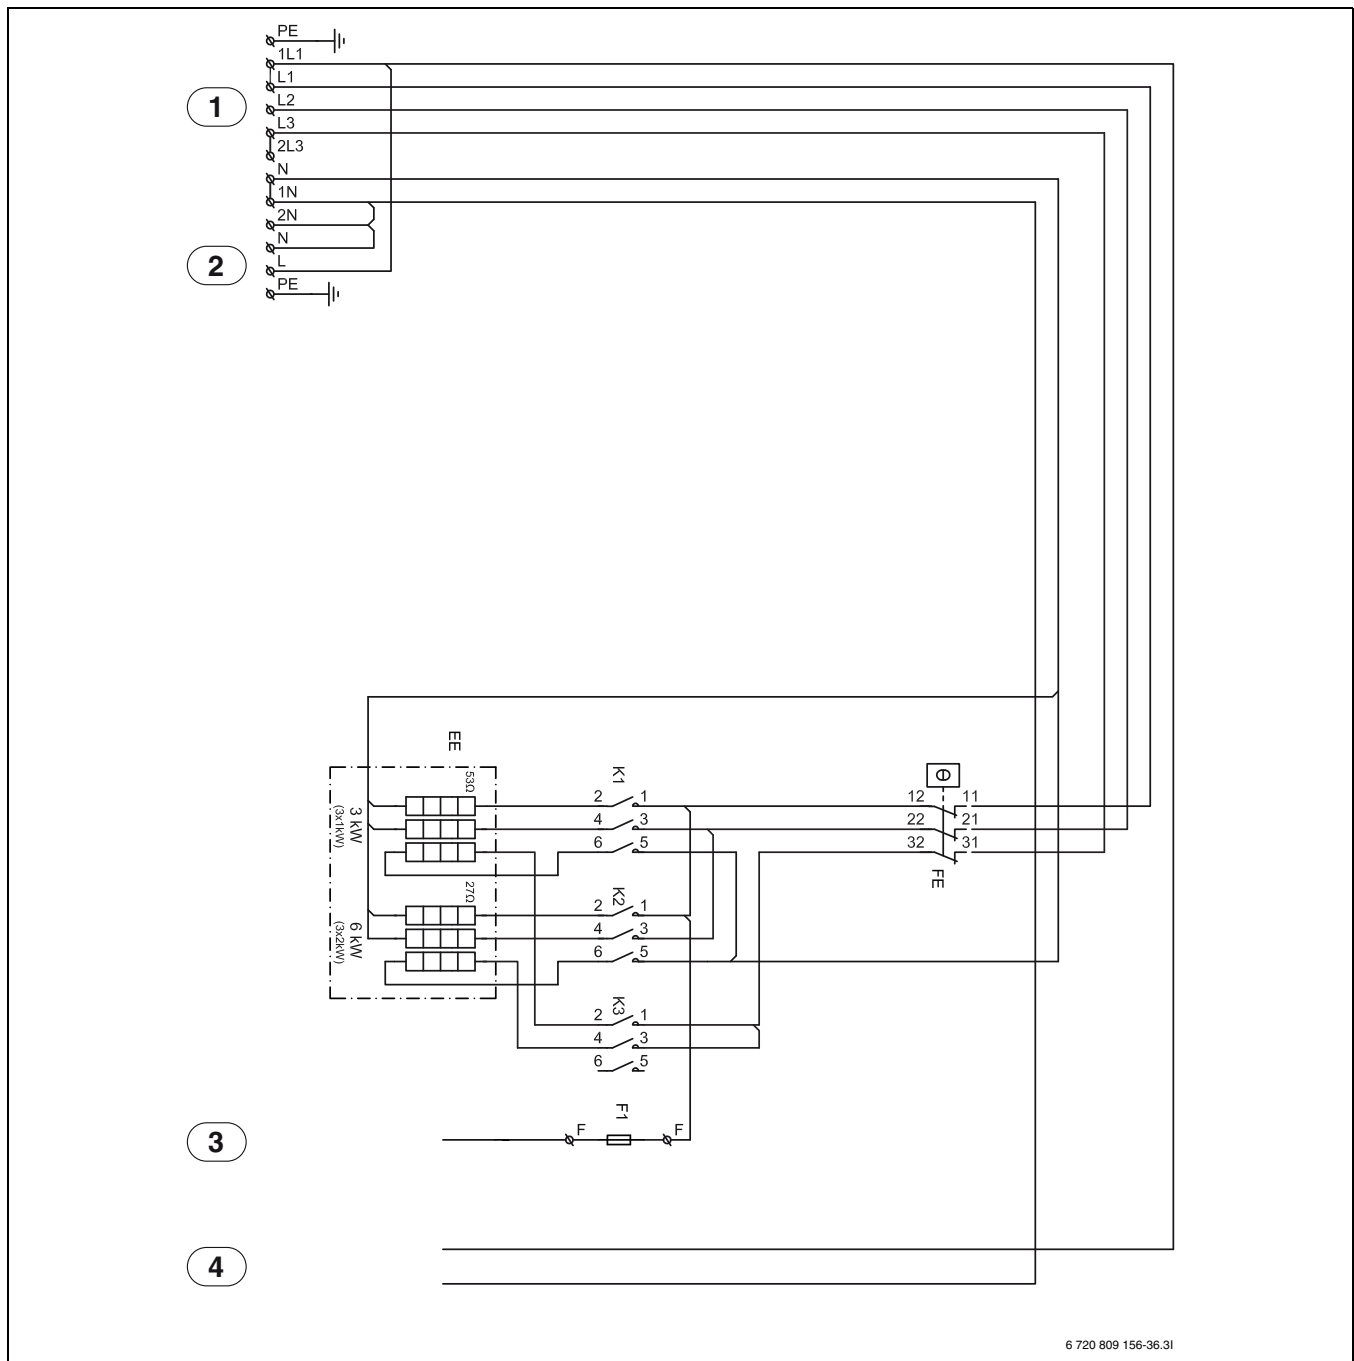 PE
1L1
L1
1
L2
L3
2L3
N
1N
2N
N
2
L
PE
EE
53Ω
3 kW
(3x1kW)
27Ω
6 kW
(3x2kW)
K1
2 1
4 3
6 5
K2
2 1
4 3
6 5
K3
2 1
4 3
6 5
12 11
22 21
32 31
FE
F1
3
F F
4
6 720 809 156-36.3I